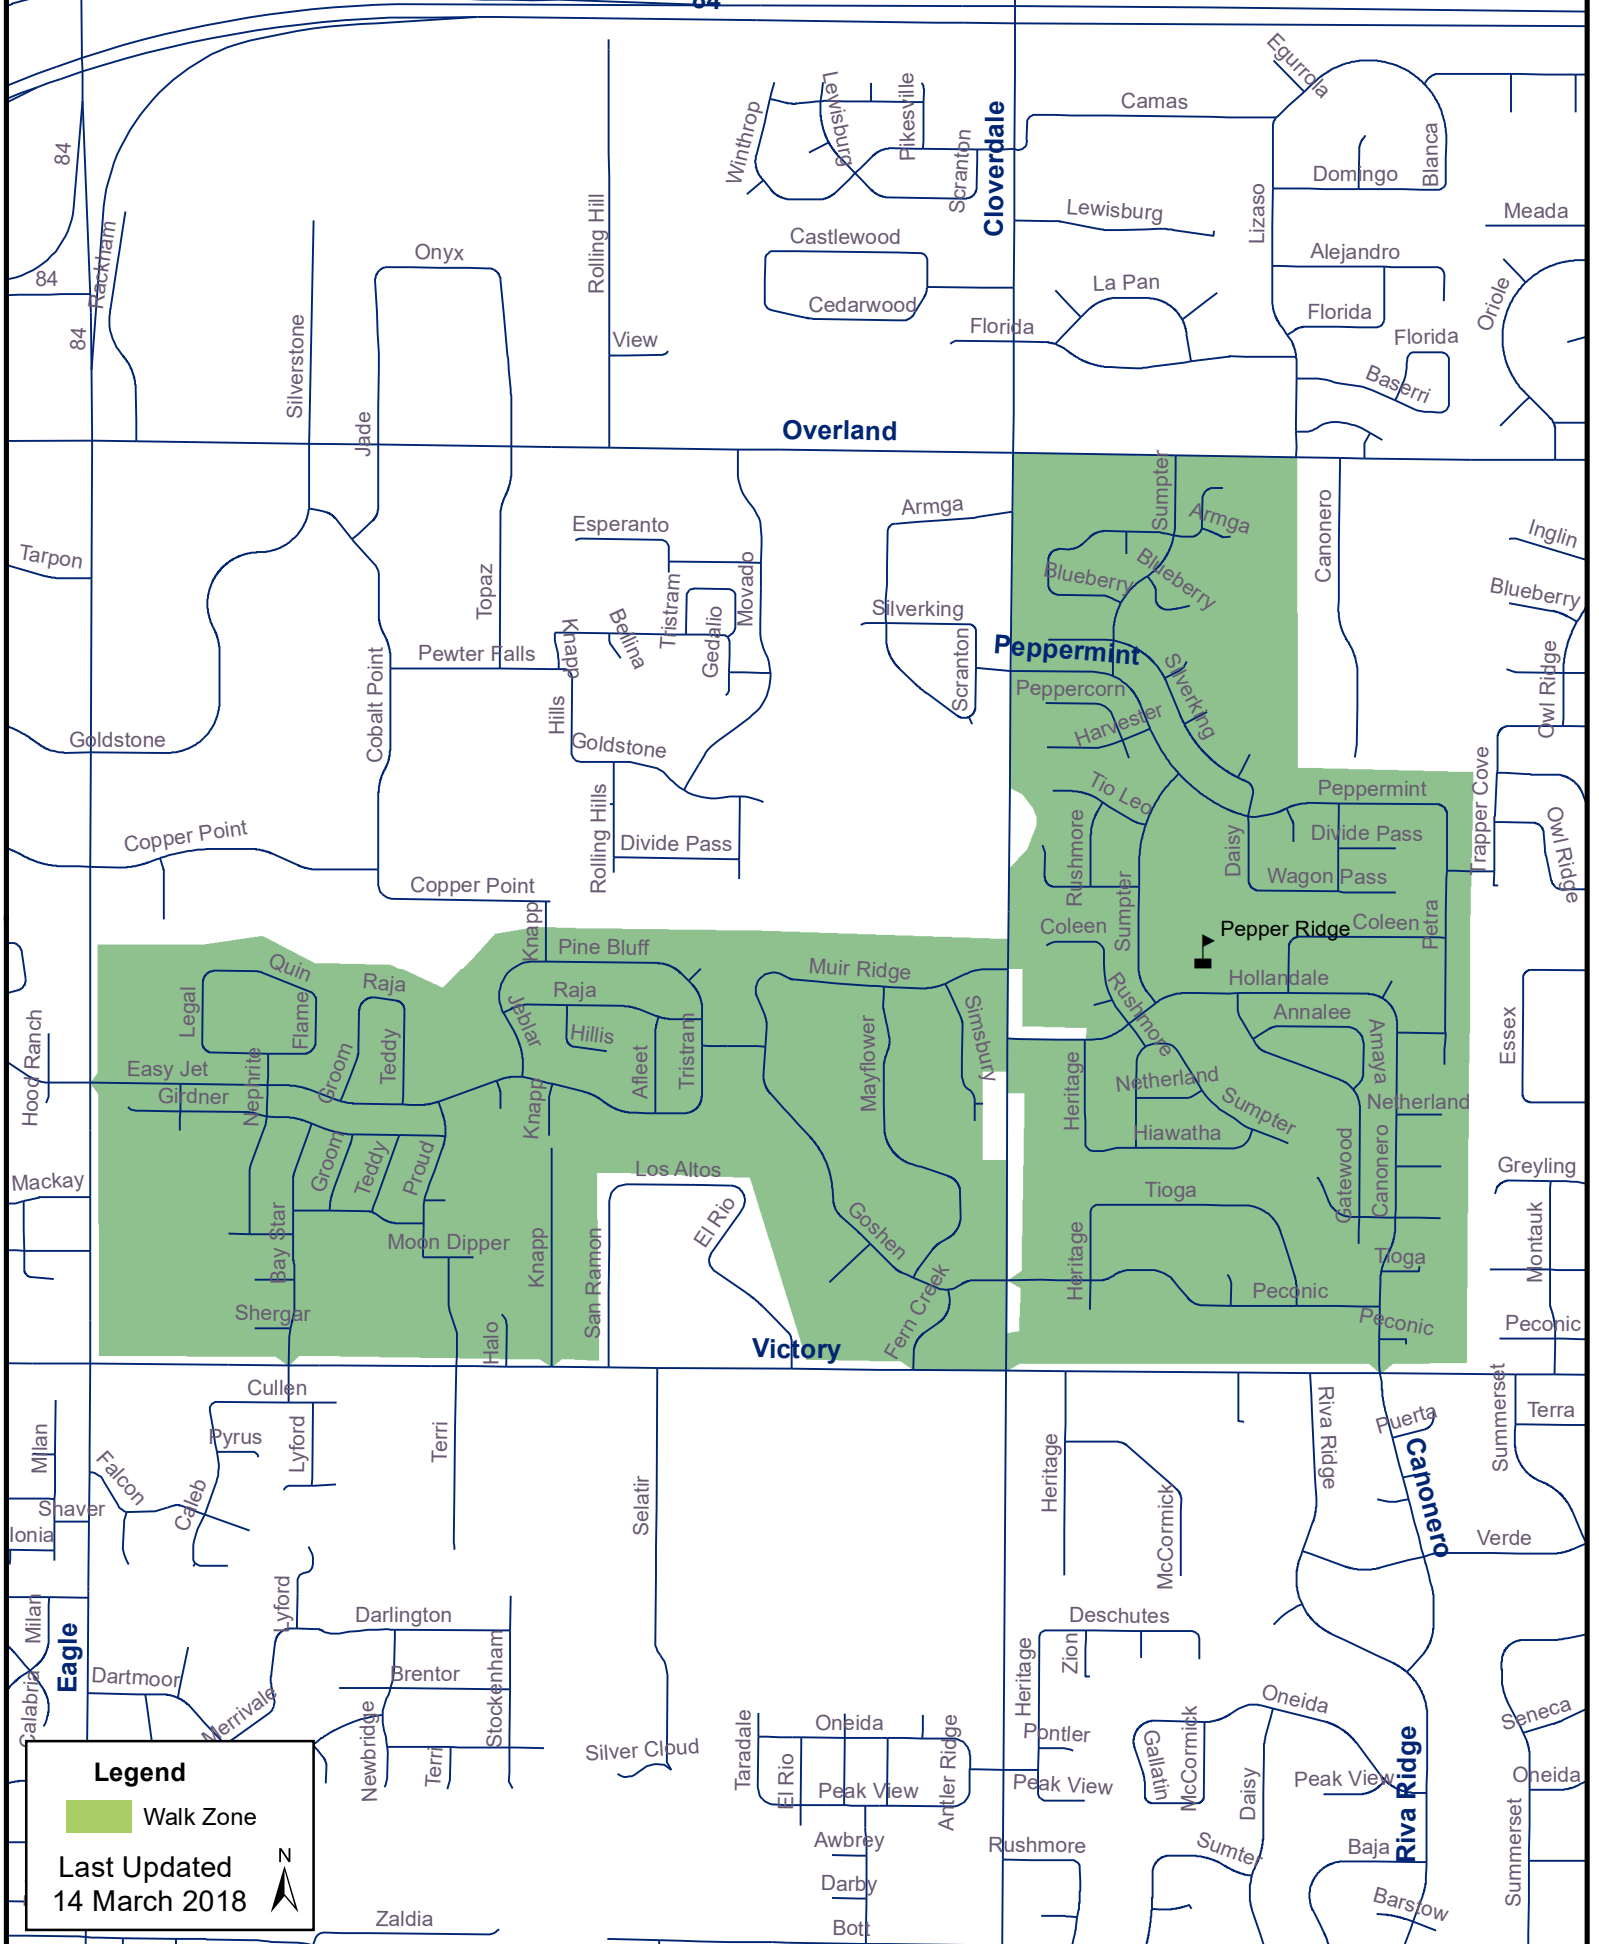 84
Egurrola
Camas
Winthrop
Lewisburg
Pikesville
Scranton
Cloverdale
Blanca
Domingo
84
Lizaso
Lewisburg
Meada
Rackham
Rolling Hill
Onyx
Castlewood
Alejandro
84
La Pan
Cedarwood
Oriole
Florida
Florida
Florida
84
View
Silverstone
Baserri
Jade
Overland
Sumpter
Armga
Armga
Canonero
Esperanto
Inglin
Tarpon
Topaz
Tristram
Movado
Blueberry
Blueberry
Blueberry
Silverking
Knapp
Bellina
Gedalio
Pewter Falls
Peppermint
Scranton
Silverking
Owl Ridge
Cobalt Point
Peppercorn
Hills
Harvester
Goldstone
Goldstone
Tio Leo
Peppermint
Trapper Cove
Rolling Hills
Copper Point
Divide Pass
Rushmore
Daisy
Divide Pass
Owl Ridge
Copper Point
Wagon Pass
Knapp
Sumpter
Coleen
Pepper Ridge
Coleen
Petra
Pine Bluff
Quin
Raja
Raja
Muir Ridge
Hollandale
Legal
Flame
Jeblar
Hillis
Simsbury
Rushmore
Annalee
Essex
Hood Ranch
Easy Jet
Girdner
Nephrite
Groom
Teddy
Knapp
Afleet
Tristram
Mayflower
Heritage
Netherland
Amaya
Netherland
Sumpter
Hiawatha
Mackay
Groom
Teddy
Proud
Los Altos
Gatewood
Canonero
Greyling
Tioga
Bay Star
Moon Dipper
Knapp
El Rio
Goshen
Heritage
Tioga
Montauk
Shergar
Halo
San Ramon
Fern Creek
Peconic
Peconic
Peconic
Victory
Cullen
Summerset
Milan
Pyrus
Lyford
Terri
Riva Ridge
Puerta
Terra
Falcon
Caleb
Selatir
Heritage
McCormick
Canonero
Shaver
Ionia
Verde
Milan
Lyford
Darlington
Deschutes
Eagle
Calabria
Dartmoor
Merrivale
Brentor
Stockenham
Heritage
Zion
Oneida
Seneca
Newbridge
Terri
Silver Cloud
Taradale
Oneida
El Rio
Peak View
Antler Ridge
Pontler
Peak View
Gallatin
McCormick
Daisy
Peak View
Riva Ridge
Oneida
Legend
Walk Zone
Last Updated
14 March 2018
N
Awbrey
Rushmore
Sumter
Baja
Summerset
Darby
Barstow
Zaldia
Bott